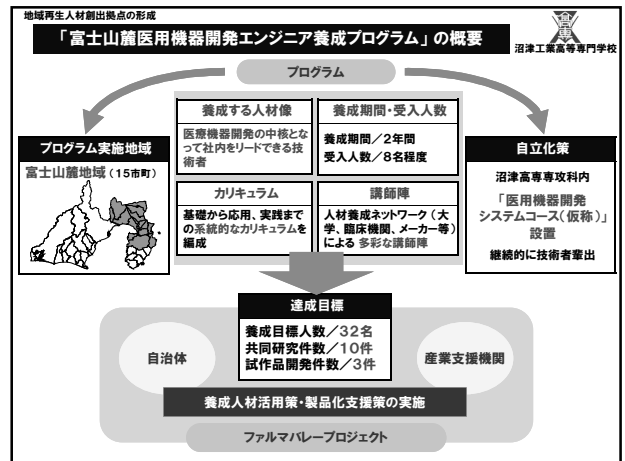 地域再生人材創出拠点の形成
「富士山麓医用機器開発エンジニア養成プログラム」の概要
沼津工業高等専門学校
プログラム
養成する人材像
医療機器開発の中核とな
って社内をリードできる技
術者
養成期間・受入人数
養成期間／2年間
受入人数／8名程度
カリキュラム
基礎から応用、実践まで
の系統的なカリキュラムを
編成
講師陣
人材養成ネットワーク（大
学、臨床機関、メーカー等）
による 多彩な講師陣
プログラム実施地域
富士山麓地域（15市町）
自立化策
沼津高専専攻科内
「医用機器開発
システムコース（仮称）」
設置
継続的に技術者輩出
達成目標
養成目標人数／32名
共同研究件数／10件
試作品開発件数／3件
自治体
産業支援機関
養成人材活用策・製品化支援策の実施
ファルマバレープロジェクト